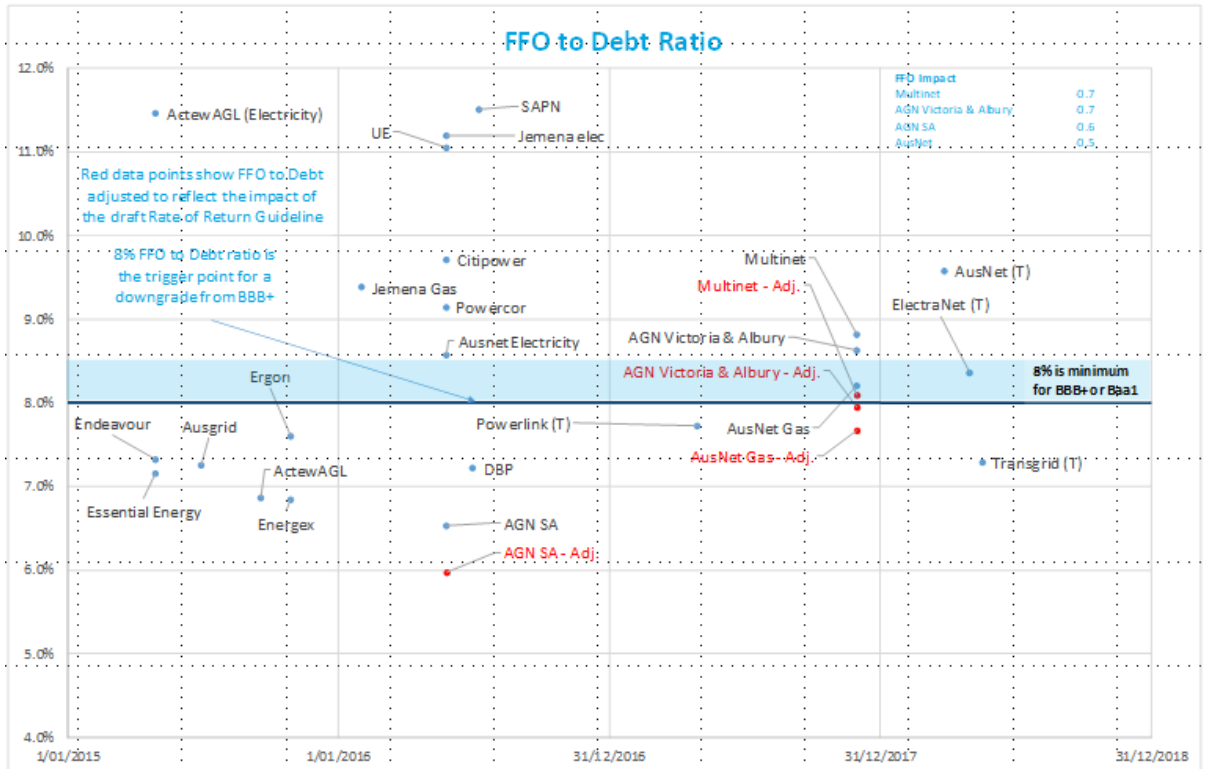 FFO to Debt Ratio
12.0%
11.0%
10.0%
9.0%
8.0%
7.0%
6.0%
5.0%
4.0%
1/01/2015
1/01/2016
31/12/2016
31/12/2017
31/12/2018
FFO Impact
Multinet 0.7
AGN Victoria & Albury 0.7
AGN SA 0.6
AusNet 0.5
ActewAGL (Electricity)
SAPN
UE
Jemena elec
Red data points show FFO to Debt
adjusted to reflect the impact of
the draft Rate of Return Guideline
8% FFO to Debt ratio is
the trigger point for a
downgrade from BBB+
Citipower
Jemena Gas
Powercor
Ausnet Electricity
Multinet
Multinet - Adj.
AusNet (T)
ElectraNet (T)
AGN Victoria & Albury
AGN Victoria & Albury - Adj.
8% is minimum
for BBB+ or Baa1
Ergon
Endeavour
Ausgrid
Powerlink (T)
AusNet Gas
AusNet Gas - Adj.
ActewAGL
DBP
Transgrid (T)
Essential Energy
Energex
AGN SA
AGN SA - Adj.